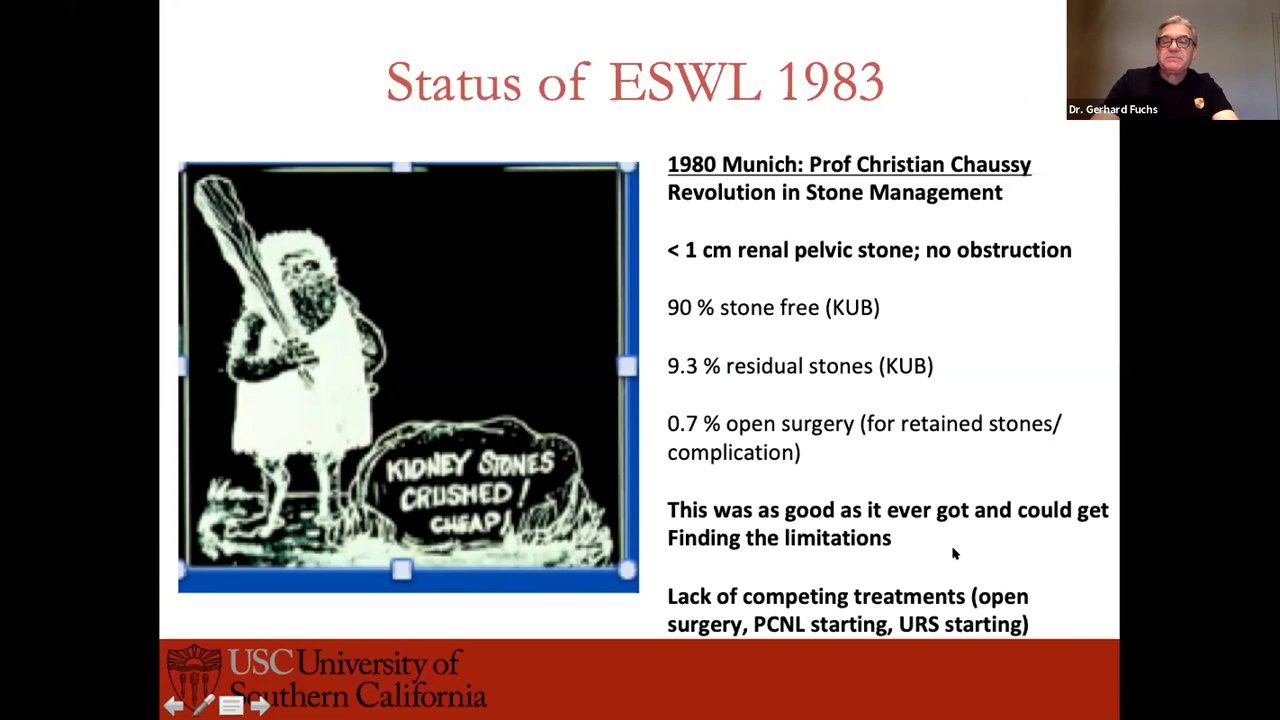 Status of ESWL 1983
Dr. Gerhard Fuchs
1980 Munich: Prof Christian Chaussy
Revolution in Stone Management
< 1 cm renal pelvic stone; no obstruction
90 % stone free (KUB)
9.3 % residual stones (KUB)
0.7 % open surgery (for retained stones/
complication)
This was as good as it ever got and could get
Finding the limitations
Lack of competing treatments (open
surgery, PCNL starting, URS starting)
KIDNEY STONES
CRUSHED!
CHEAP!
USC University of
Southern California